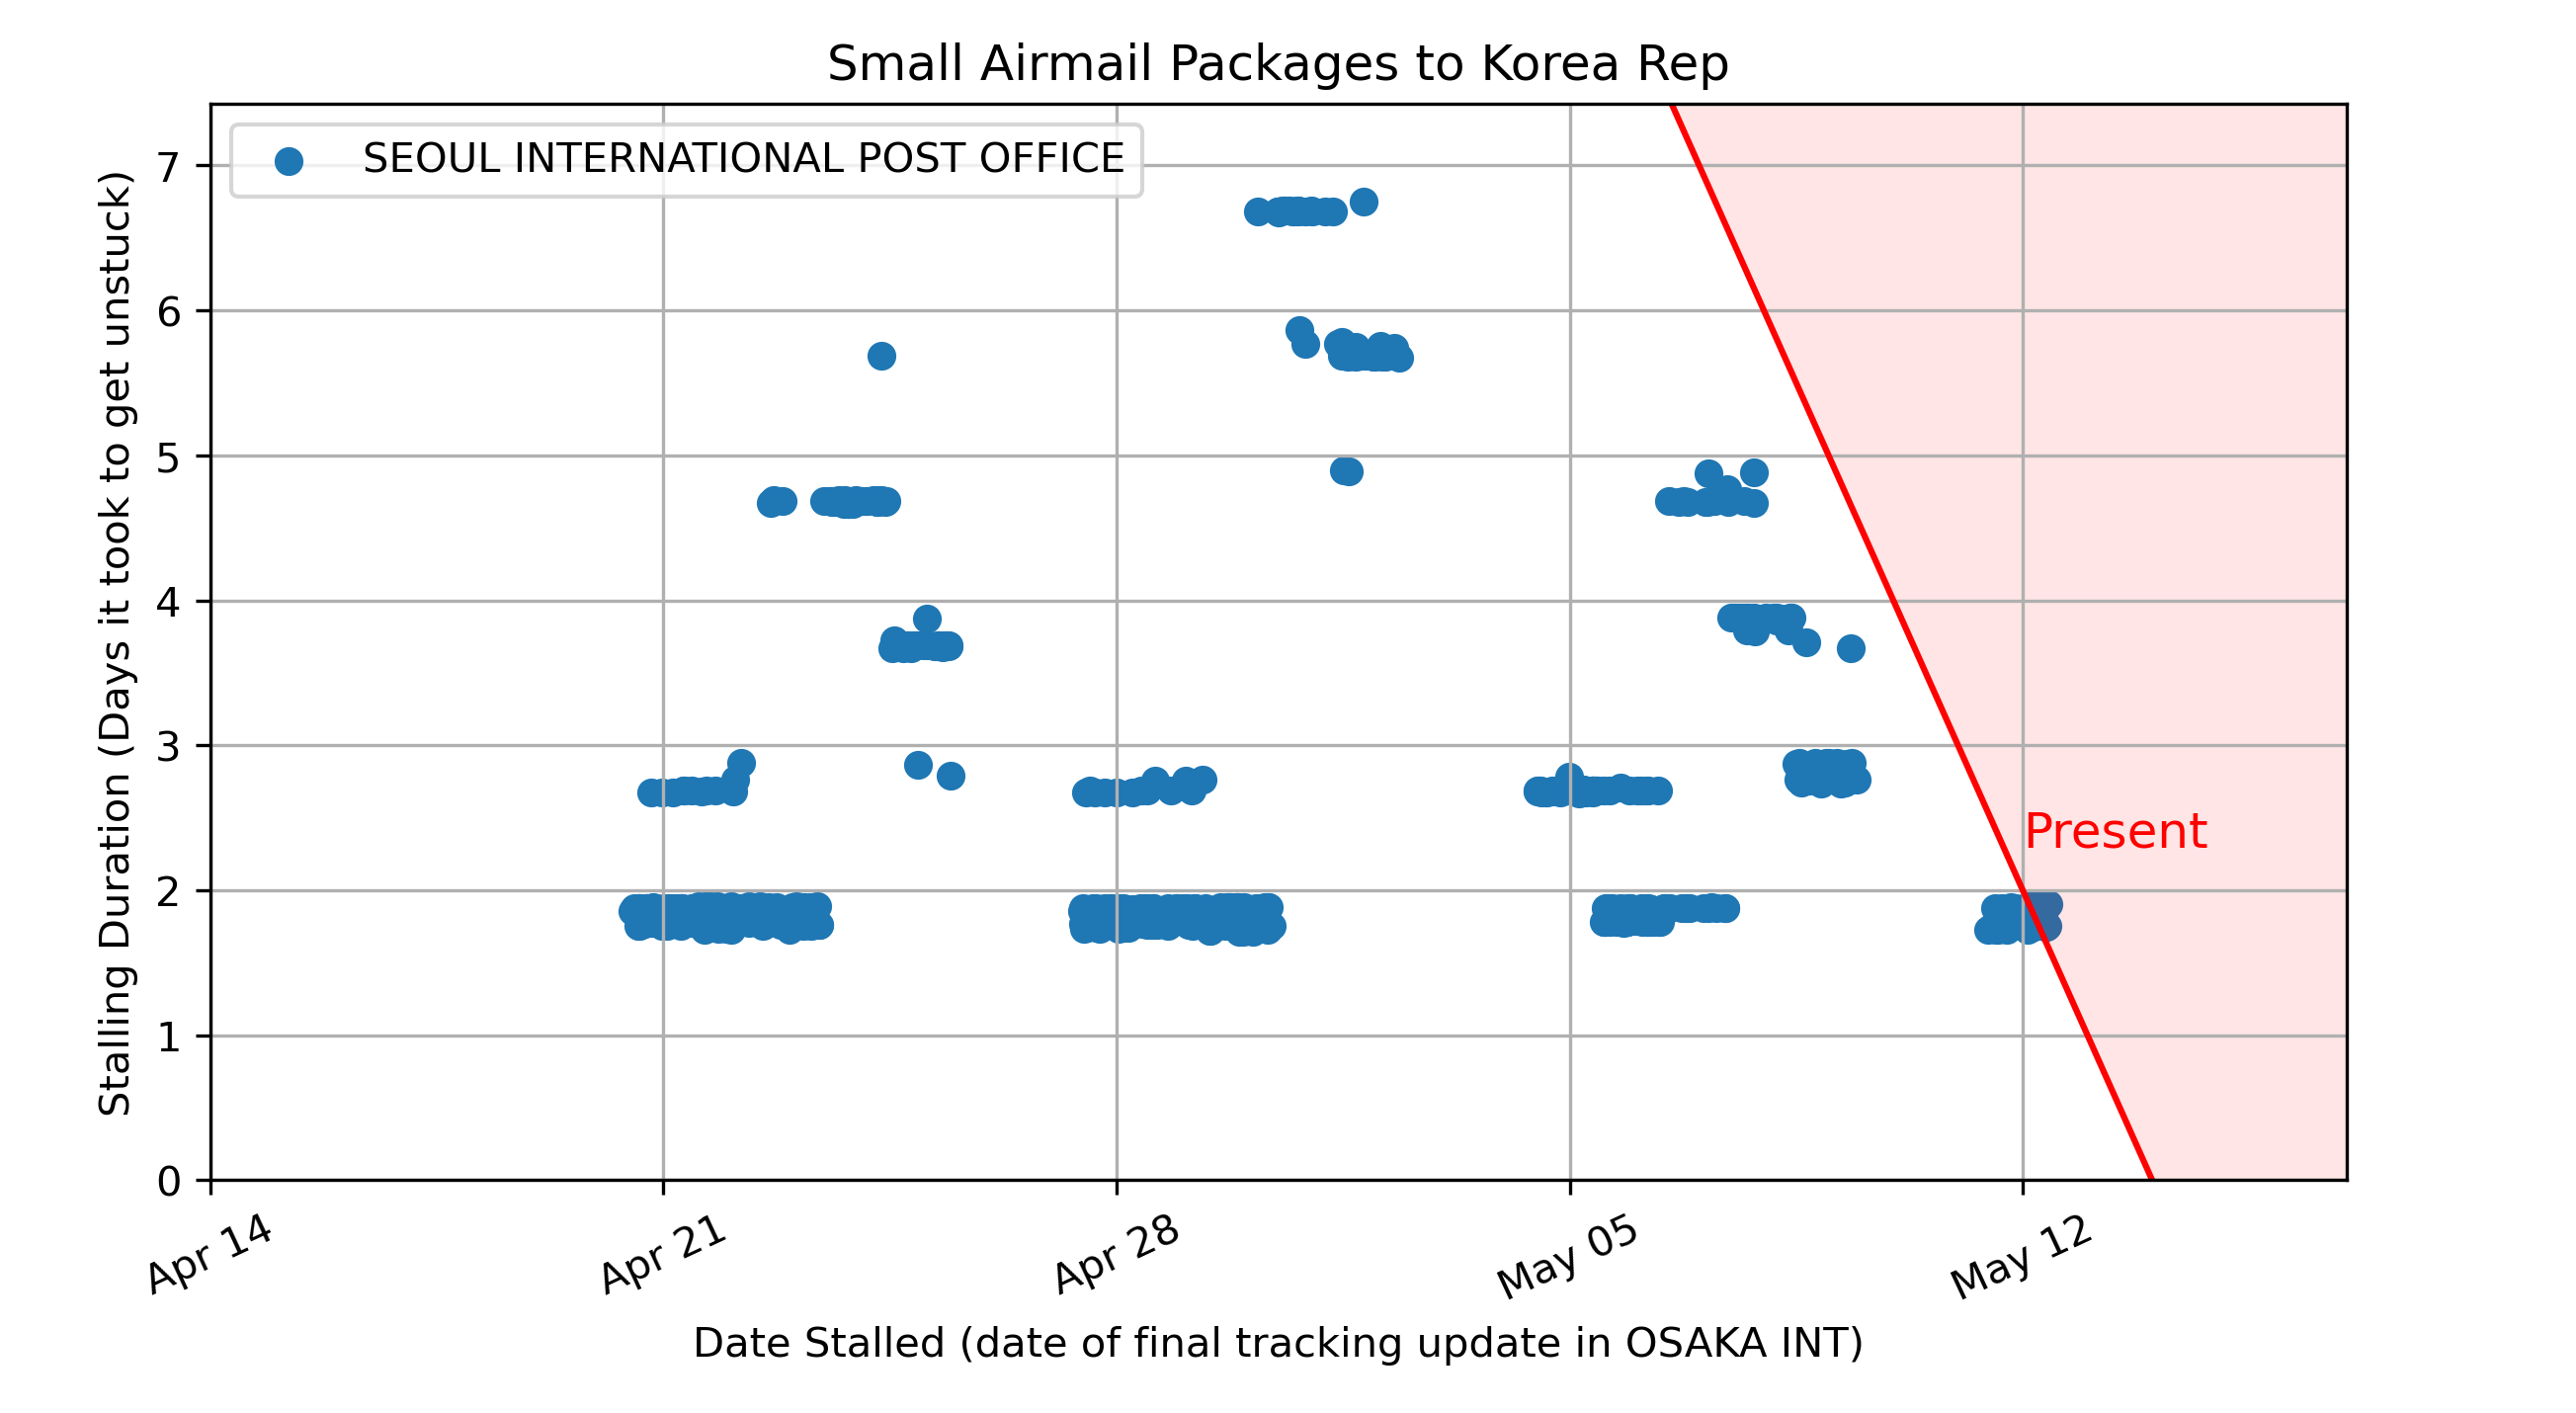 Small Airmail Packages to Korea Rep
SEOUL INTERNATIONAL POST OFFICE
Stalling Duration (Days it took to get unstuck)
7
6
5
4
3
2
1
0
Present
Apr 14
Apr 21
Apr 28
May 05
May 12
Date Stalled (date of final tracking update in OSAKA INT)